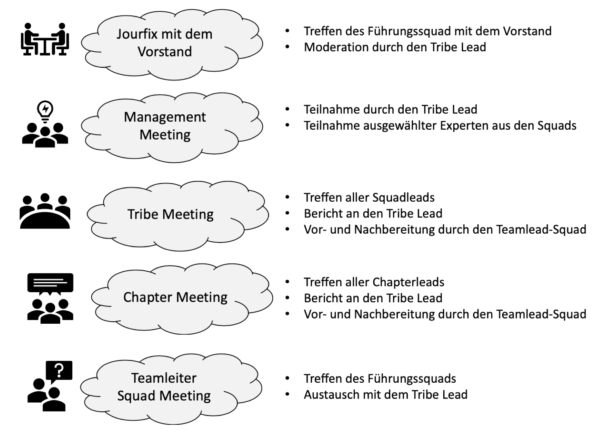 Jourfix mit dem
Vorstand
• Treffen des Führungssquad mit dem Vorstand
• Moderation durch den Tribe Lead
Management
Meeting
• Teilnahme durch den Tribe Lead
• Teilnahme ausgewählter Experten aus den Squads
Tribe Meeting
• Treffen aller Squadleads
• Bericht an den Tribe Lead
• Vor- und Nachbereitung durch den Teamlead-Squad
Chapter Meeting
• Treffen aller Chapterleads
• Bericht an den Tribe Lead
• Vor- und Nachbereitung durch den Teamlead-Squad
?
Teamleiter
Squad Meeting
• Treffen des Führungssquads
• Austausch mit dem Tribe Lead